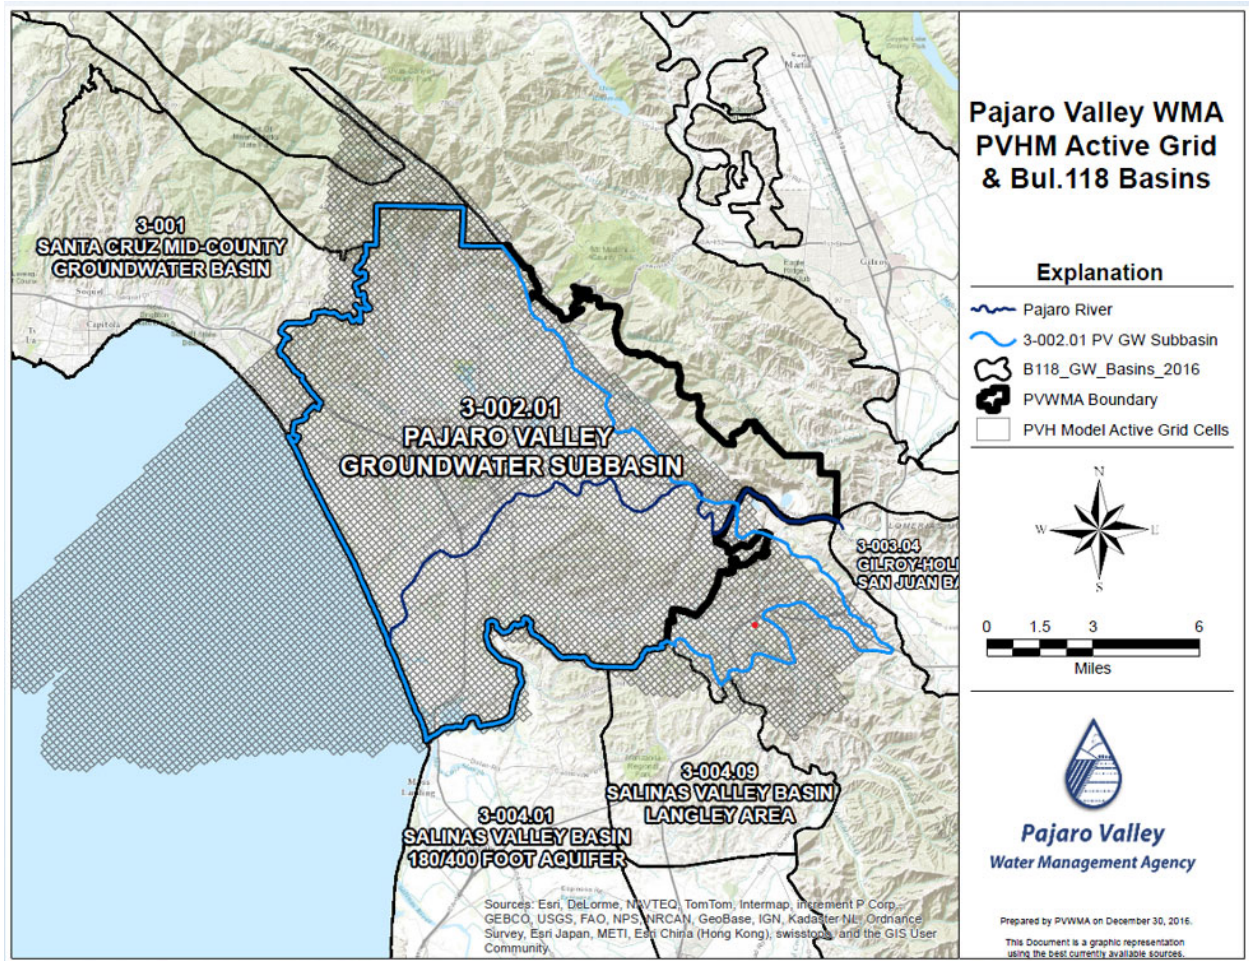 Pajaro Valley WMA
PVHM Active Grid
& Bul.118 Basins
Explanation
Pajaro River
3-002.01 PV GW Subbasin
B118_GW_Basins_2016
PVWMA Boundary
PVH Model Active Grid Cells
N
W
E
S
0 1.5 3 6
Miles
Pajaro Valley
Water Management Agency
Prepared by PVWMA on December 30, 2016.
This Document is a graphic representation
using the best currently available sources.
3-001
SANTA CRUZ MID-COUNTY
GROUNDWATER BASIN
Soquel
Capitola
3-002.01
PAJARO VALLEY
GROUNDWATER SUBBASIN
Gilroy
3-003.04
GILROY-HOL
SAN JUAN BA
3-004.09
SALINAS VALLEY BASIN
LANGLEY AREA
3-004.01
SALINAS VALLEY BASIN
180/400 FOOT AQUIFER
Landing
Sources: Esri, DeLorme, NAVTEQ, TomTom, Intermap, increment P Corp.,
GEBCO, USGS, FAO, NPS, NRCAN, GeoBase, IGN, Kadaster NL, Ordnance
Survey, Esri Japan, METI, Esri China (Hong Kong), swisstopo, and the GIS User
Community